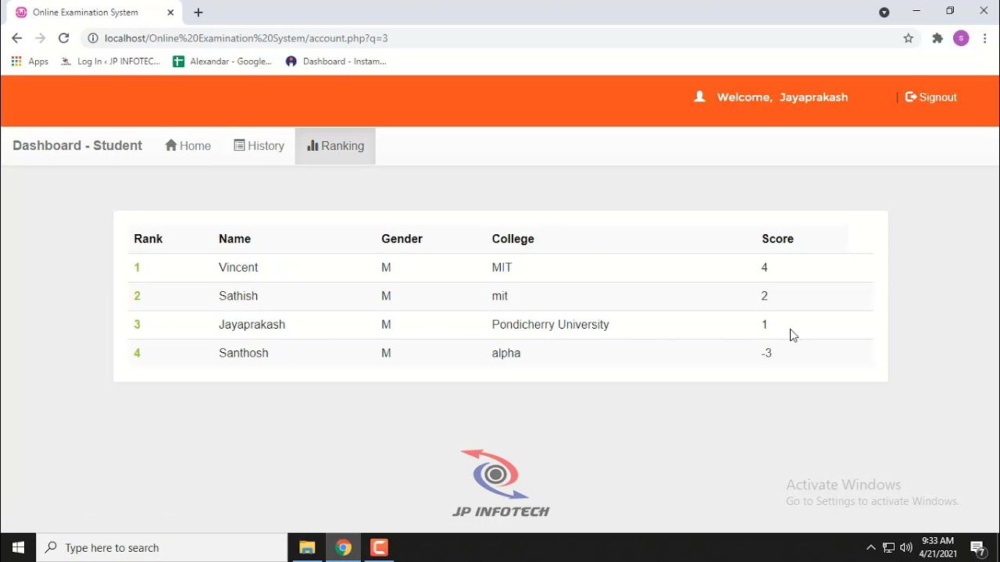 Online Examination System
localhost/Online%20Examination%20System/account.php?q=3
S
Apps Log In ‹ JP INFOTEC... Alexandar - Google... Dashboard - Instam...
Welcome, Jayaprakash | Signout
Dashboard - Student Home History Ranking
Rank Name Gender College Score
1 Vincent M MIT 4
2 Sathish M mit 2
3 Jayaprakash M Pondicherry University 1
4 Santhosh M alpha -3
JP INFOTECH
Activate Windows
Go to Settings to activate Windows.
Type here to search
9:33 AM
4/21/2021
7